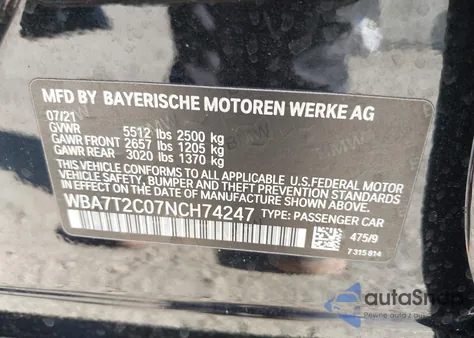 MFD BY BAYERISCHE MOTOREN WERKE AG
07/21
GVWR 5512 lbs 2500 kg
GAWR FRONT 2657 lbs 1205 kg
GAWR REAR 3020 lbs 1370 kg
THIS VEHICLE CONFORMS TO ALL APPLICABLE U.S.FEDERAL MOTOR
VEHICLE SAFETY, BUMPER, AND THEFT PREVENTION STANDARDS IN
EFFECT ON THE DATE OF MANUFACTURE SHOWN ABOVE.
WBA7T2C07NCH74247 TYPE: PASSENGER CAR
475/9
7 315 814
autaSnap
Pewne auto z